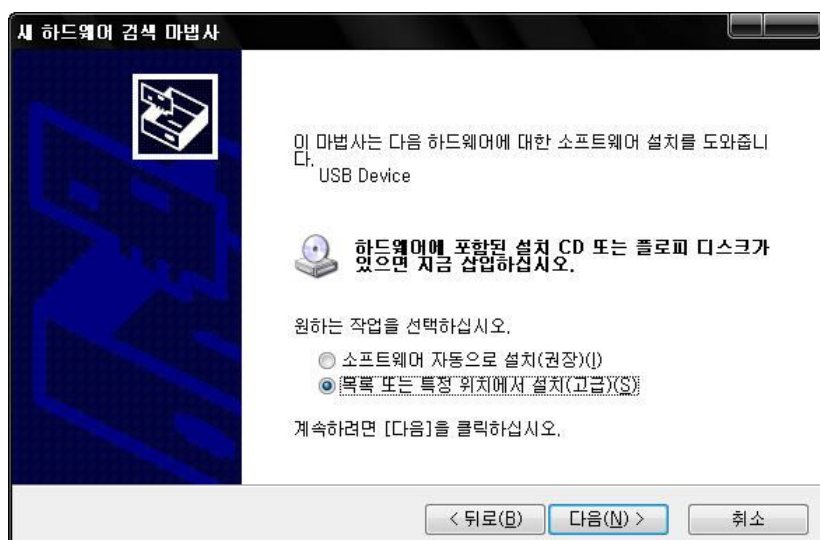 새 하드웨어 검색 마법사
이 마법사는 다음 하드웨어에 대한 소프트웨어 설치를 도와줍니
다.
USB Device
하드웨어에 포함된 설치 CD 또는 플로피 디스크가
있으면 지금 삽입하십시오.
원하는 작업을 선택하십시오.
소프트웨어 자동으로 설치(권장)(I)
목록 또는 특정 위치에서 설치(고급)(S)
계속하려면 [다음]을 클릭하십시오.
< 뒤로(B) 다음(N) > 취소